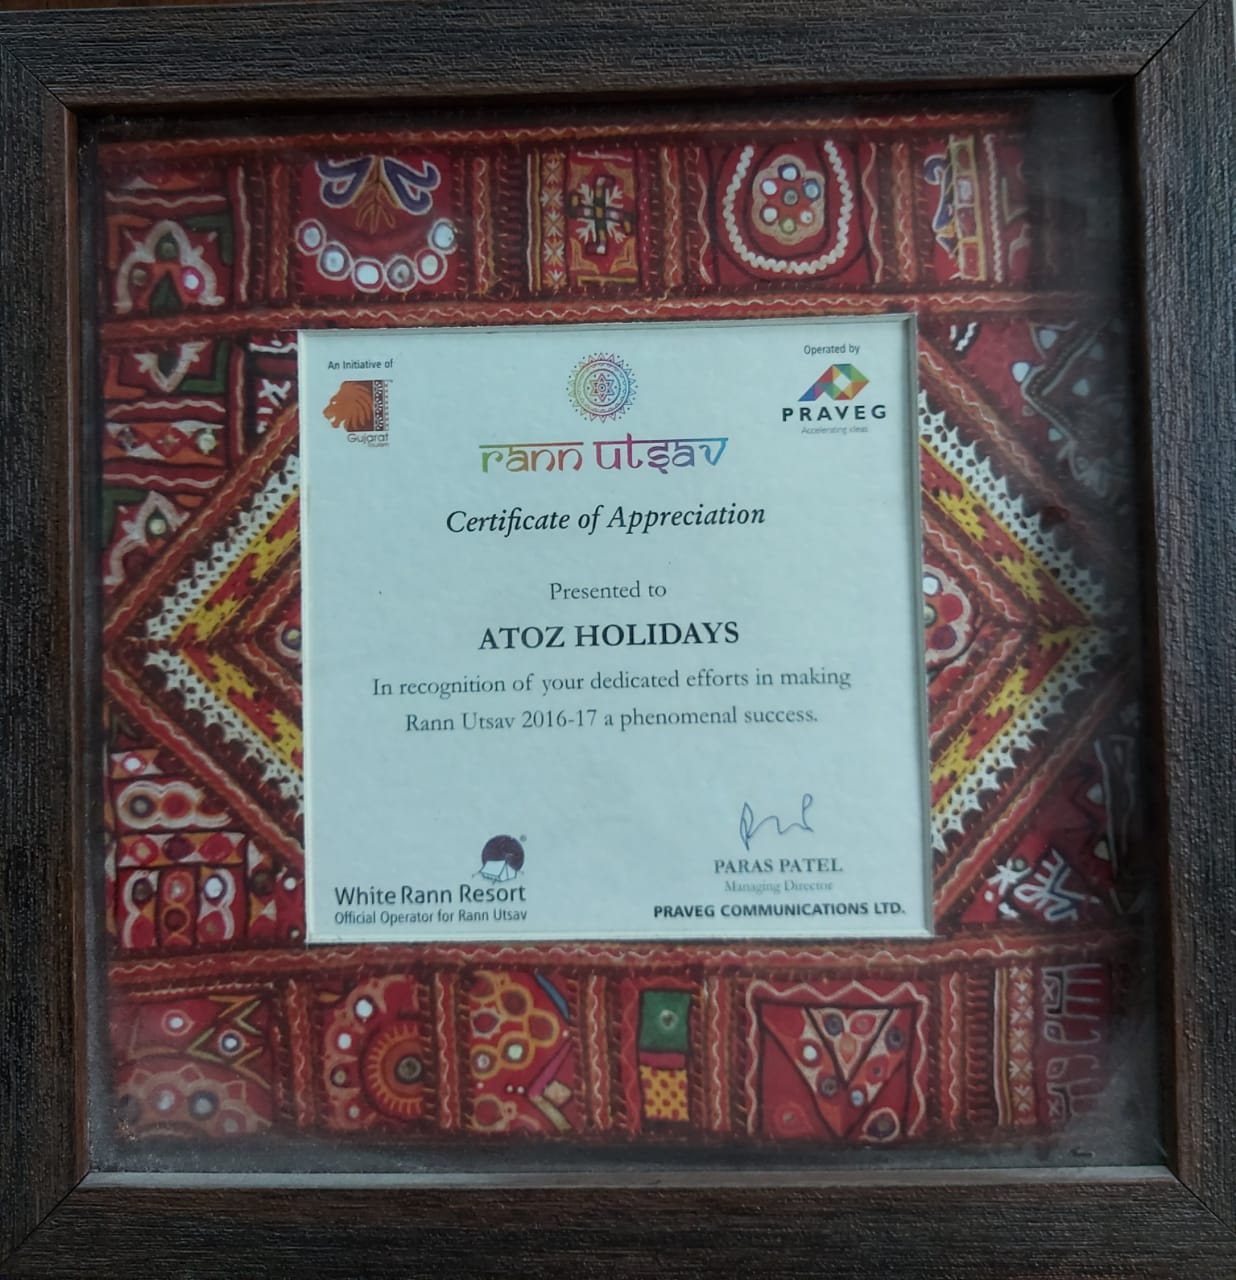 An Initiative of
Gujarat
Tourism
Operated by
PRAVEG
Accelerating ideas
rann utsav
Certificate of Appreciation
Presented to
ATOZ HOLIDAYS
In recognition of your dedicated efforts in making
Rann Utsav 2016-17 a phenomenal success.
White Rann Resort
Official Operator for Rann Utsav
PARAS PATEL
Managing Director
PRAVEG COMMUNICATIONS LTD.